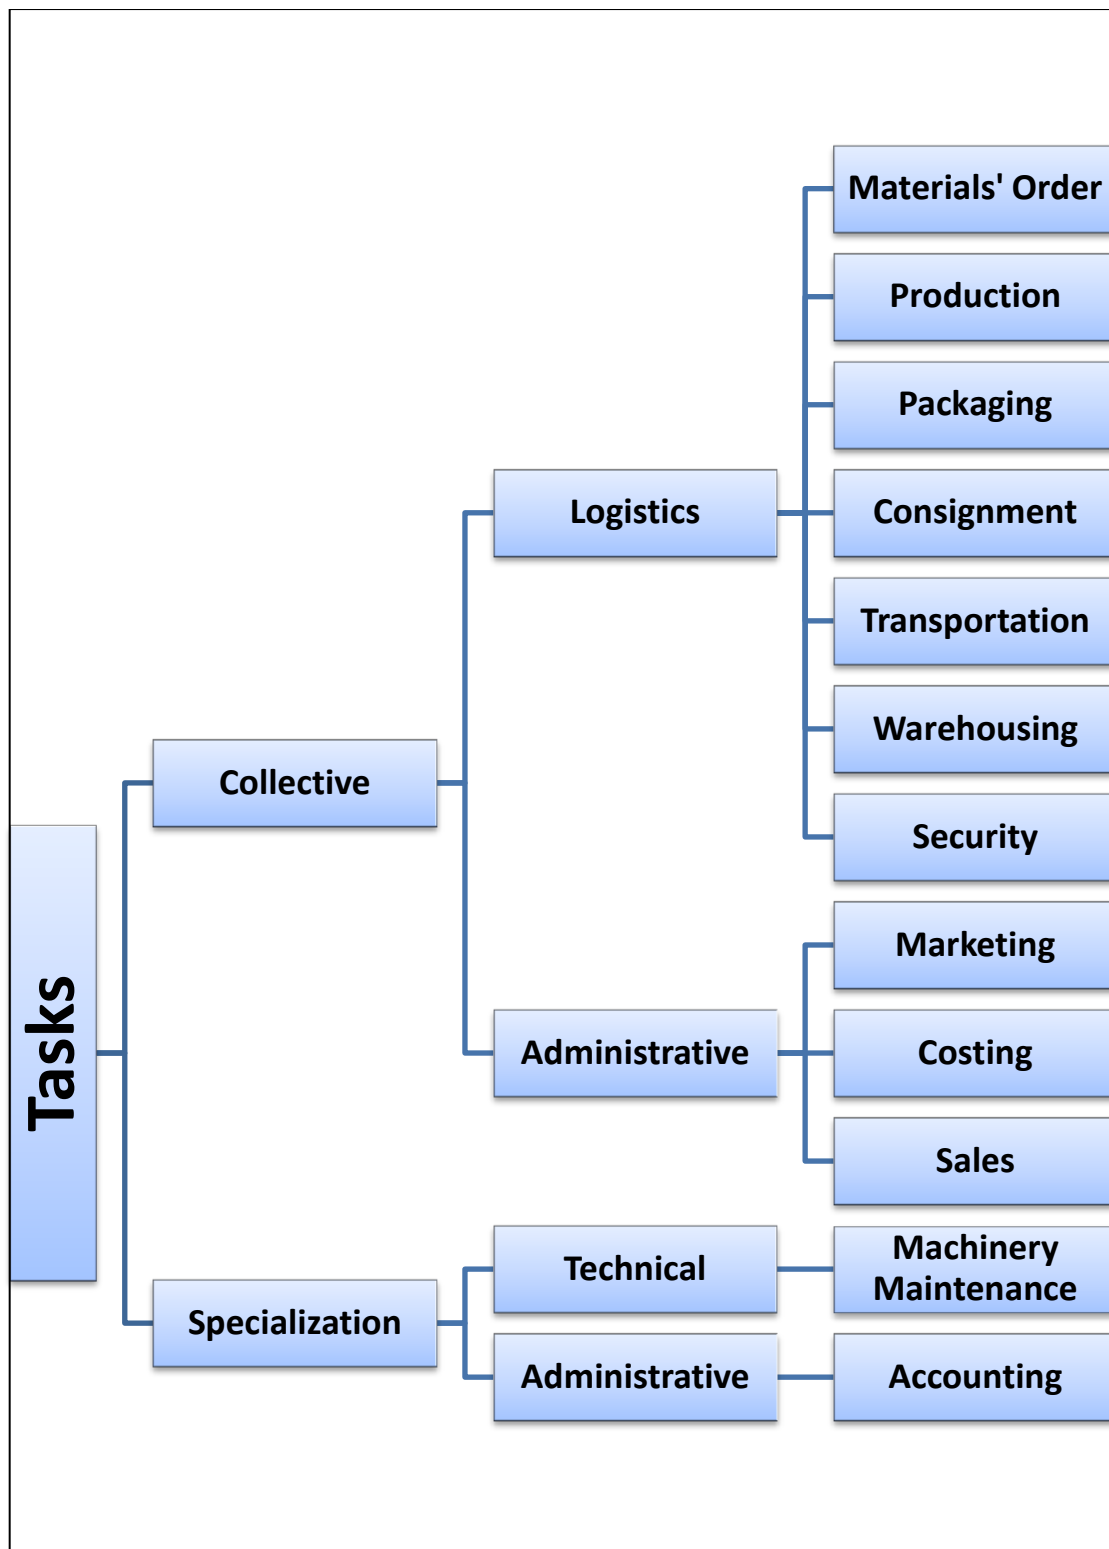 Tasks
Collective
Logistics
Materials' Order
Production
Packaging
Consignment
Transportation
Warehousing
Security
Administrative
Marketing
Costing
Sales
Specialization
Technical
Machinery
Maintenance
Administrative
Accounting